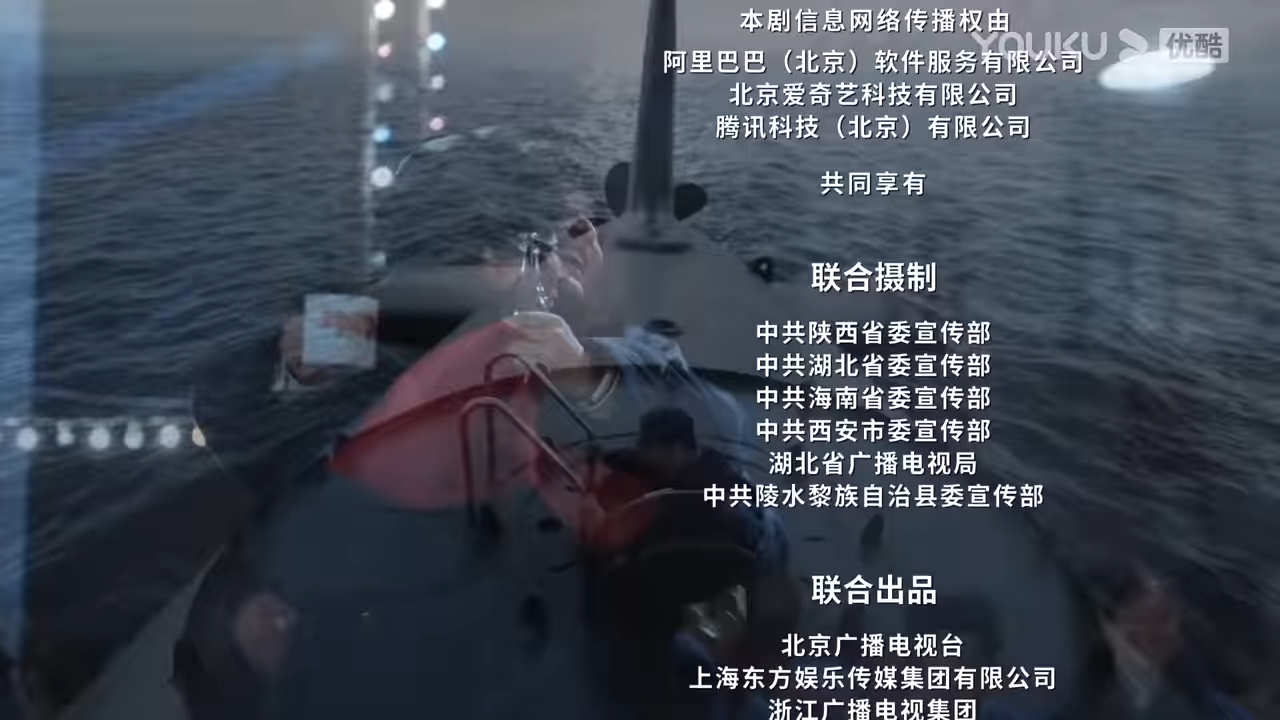 本剧信息网络传播权由
YOUKU 优酷
阿里巴巴（北京）软件服务有限公司
北京爱奇艺科技有限公司
腾讯科技（北京）有限公司
共同享有
联合摄制
中共陕西省委宣传部
中共湖北省委宣传部
中共海南省委宣传部
中共西安市委宣传部
湖北省广播电视局
中共陵水黎族自治县委宣传部
联合出品
北京广播电视台
上海东方娱乐传媒集团有限公司
浙江广播电视集团